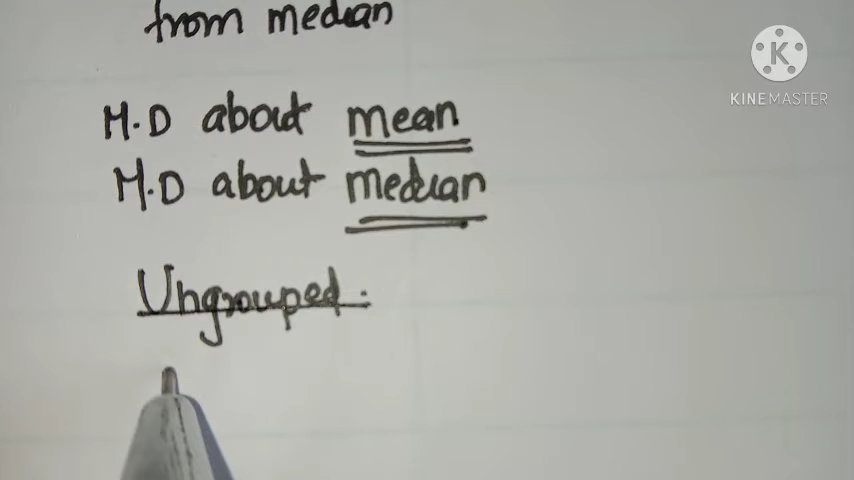 from median
M.D about mean
M.D about median
Ungrouped.
K
KINEMASTER